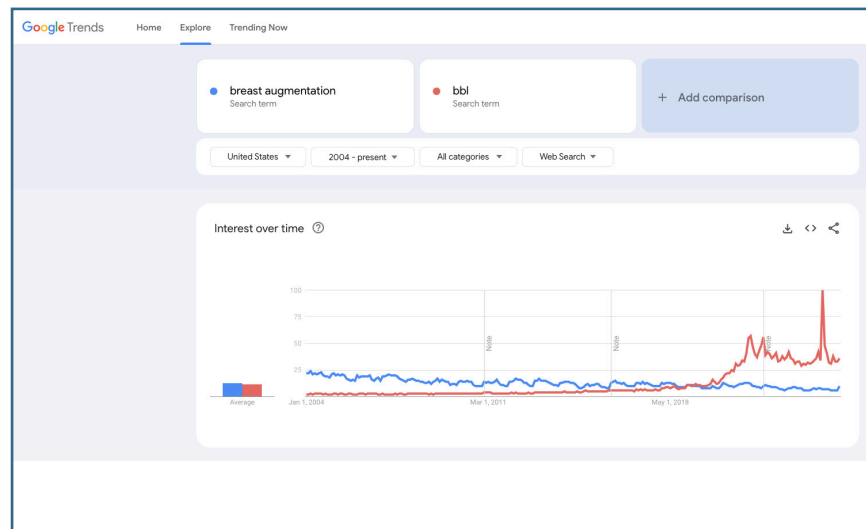 Google Trends Home Explore Trending Now
breast augmentation
Search term
bbl
Search term
+ Add comparison
United States 2004 - present All categories Web Search
Interest over time
100
75
50
25
Note
Note
Note
Average
Jan 1, 2004 Mar 1, 2011 May 1, 2018